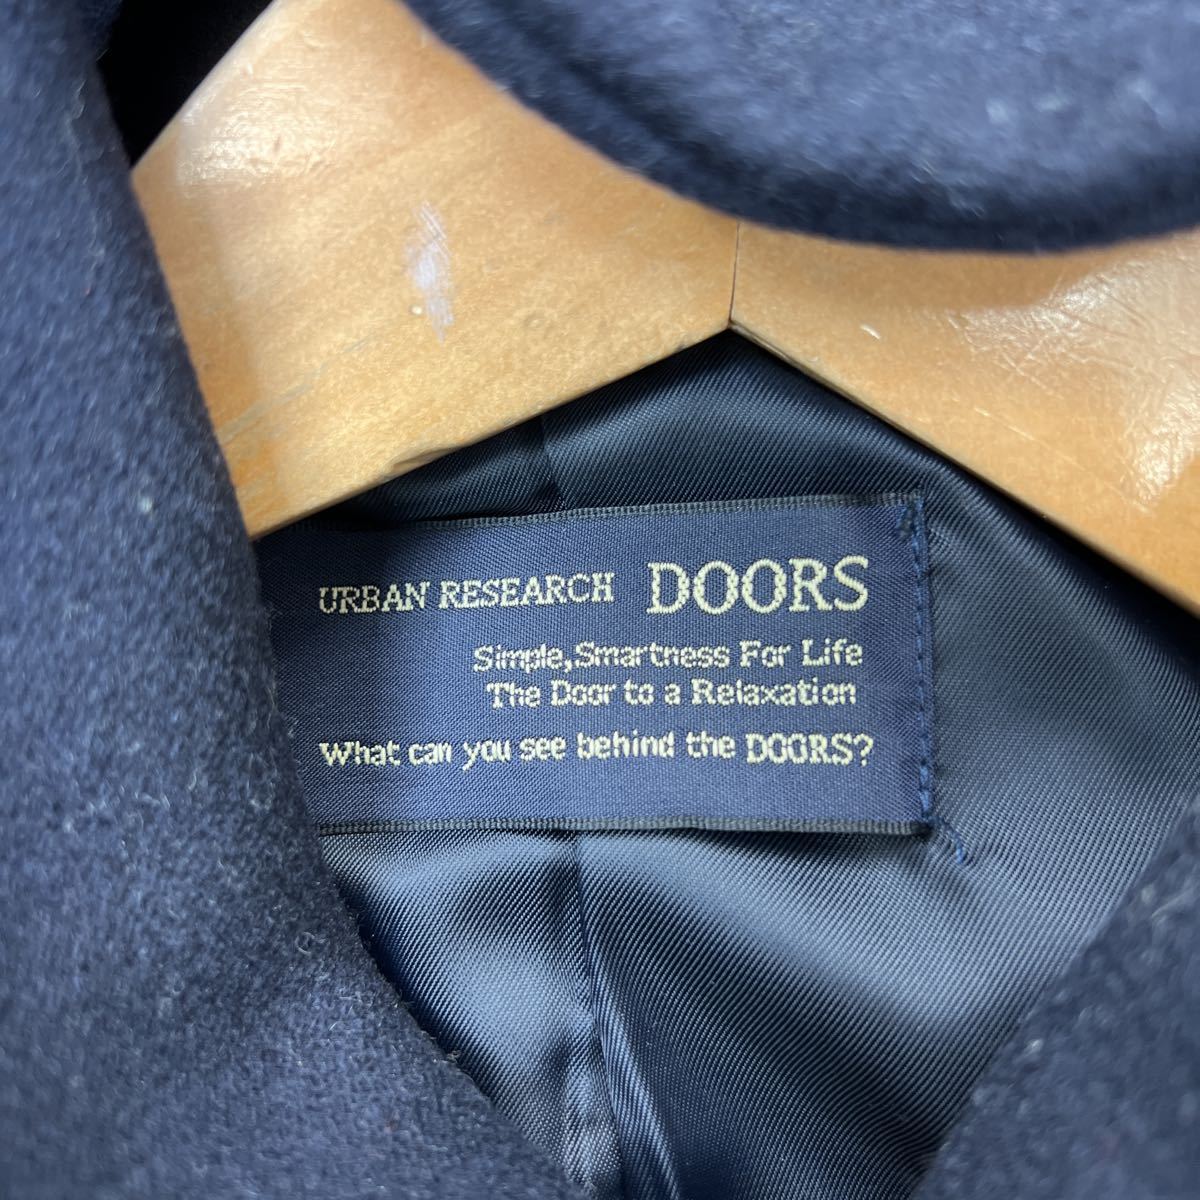 URBAN RESEARCH DOORS
Simple,Smartness For Life
The Door to a Relaxation
What can you see behind the DOORS?